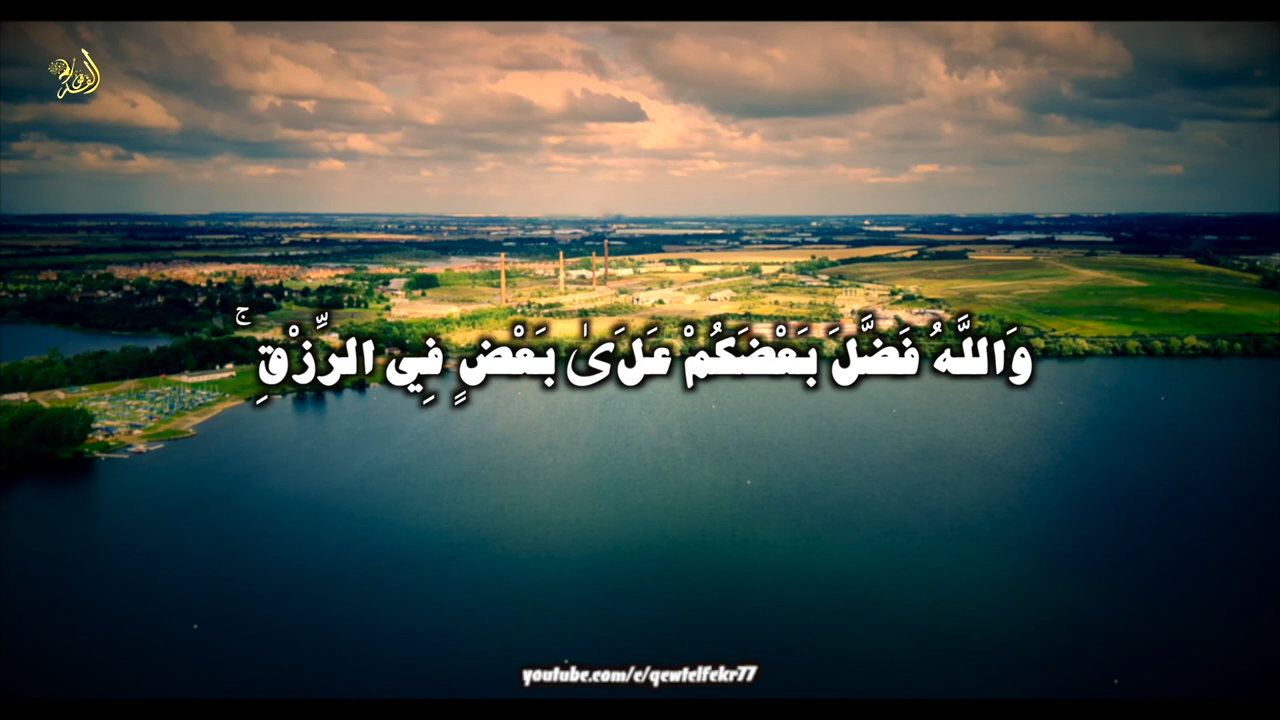 وَاللَّهُ فَضَّلَ بَعْضَكُمْ عَلَىٰ بَعْضٍ فِي الرِّزْقِ ۚ
youtube.com/c/qewtelfekr77